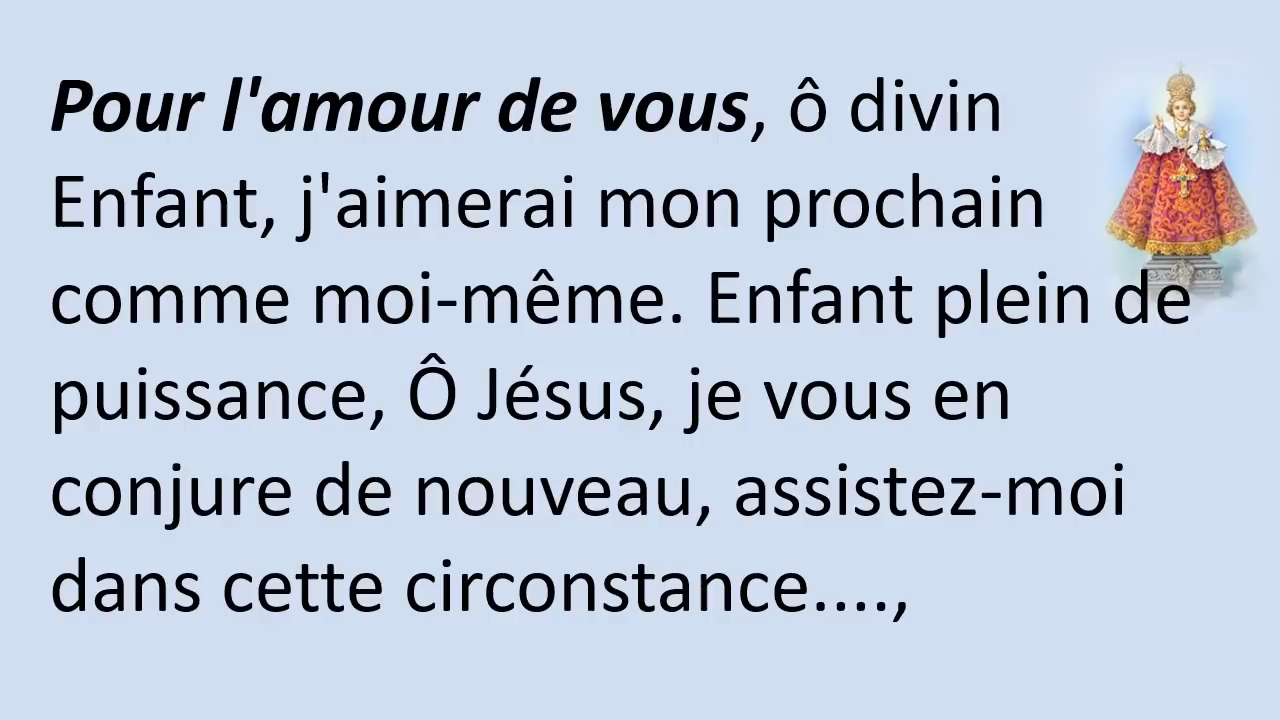 Pour l'amour de vous, ô divin
Enfant, j'aimerai mon prochain
comme moi-même. Enfant plein de
puissance, Ô Jésus, je vous en
conjure de nouveau, assistez-moi
dans cette circonstance....,